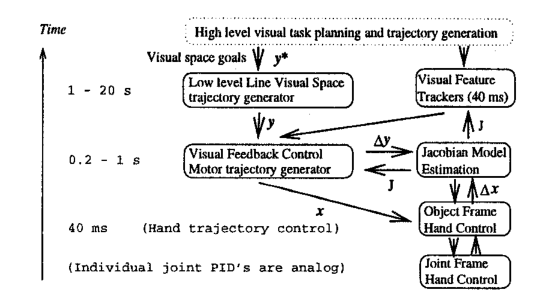 Time
High level visual task planning and trajectory generation
Visual space goals y*
1 - 20 s
Low level Line Visual Space
trajectory generator
Visual Feature
Trackers (40 ms)
y
J
0.2 - 1 s
Visual Feedback Control
Motor trajectory generator
Δy
J
Jacobian Model
Estimation
x
Δx
Object Frame
Hand Control
40 ms (Hand trajectory control)
(Individual joint PID's are analog)
Joint Frame
Hand Control